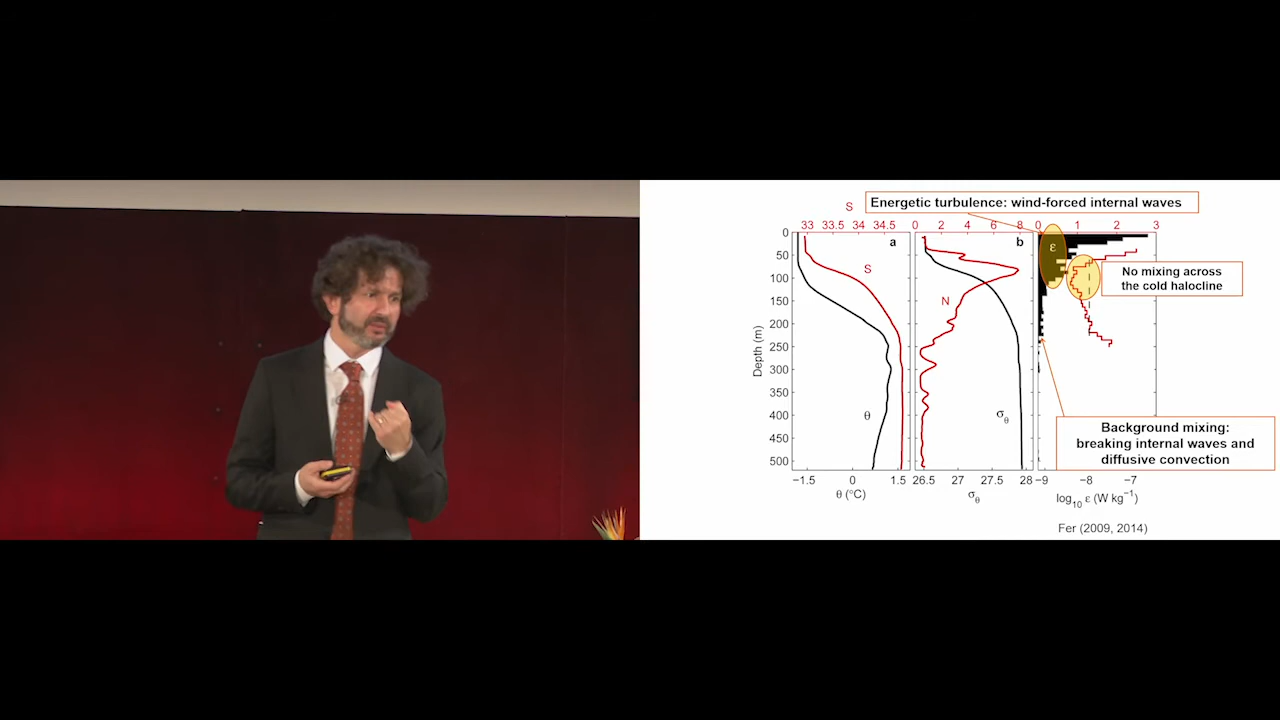 Energetic turbulence: wind-forced internal waves
S
33 33.5 34 34.5
0 2 4 6 8
0 1 2 3
a
b
ε
S
N
θ
σθ
No mixing across
the cold halocline
Background mixing:
breaking internal waves and
diffusive convection
Depth (m)
0
50
100
150
200
250
300
350
400
450
500
−1.5 0 1.5
θ (°C)
26.5 27 27.5 28
σθ
−9 −8 −7
log10 ε (W kg−1)
Fer (2009, 2014)